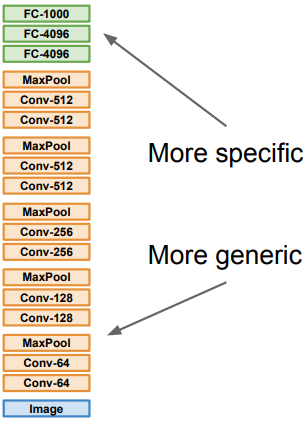 FC-1000
FC-4096
FC-4096
MaxPool
Conv-512
Conv-512
MaxPool
Conv-512
Conv-512
MaxPool
Conv-256
Conv-256
MaxPool
Conv-128
Conv-128
MaxPool
Conv-64
Conv-64
Image
More specific
More generic